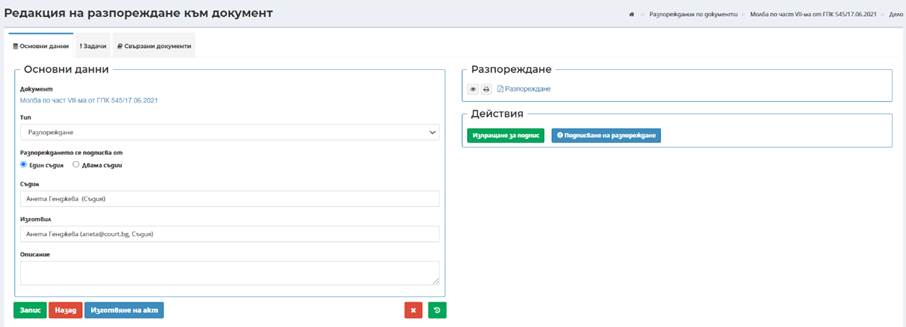 Редакция на разпореждане към документ
Разпореждания по документи
Молба по част VII-ма от ГПК 545/17.06.2021
Дело
Основни данни
! Задачи
Свързани документи
Основни данни
Документ
Молба по част VII-ма от ГПК 545/17.06.2021
Тип
Разпореждане
Разпореждането се подписва от
Един съдия
Двама съдии
Съдия
Анета Генджева (Съдия)
Изготвил
Анета Генджева (aneta@court.bg, Съдия)
Описание
Запис
Назад
Изготвяне на акт
Разпореждане
Разпореждане
Действия
Изпращане за подпис
Подписване на разпореждане